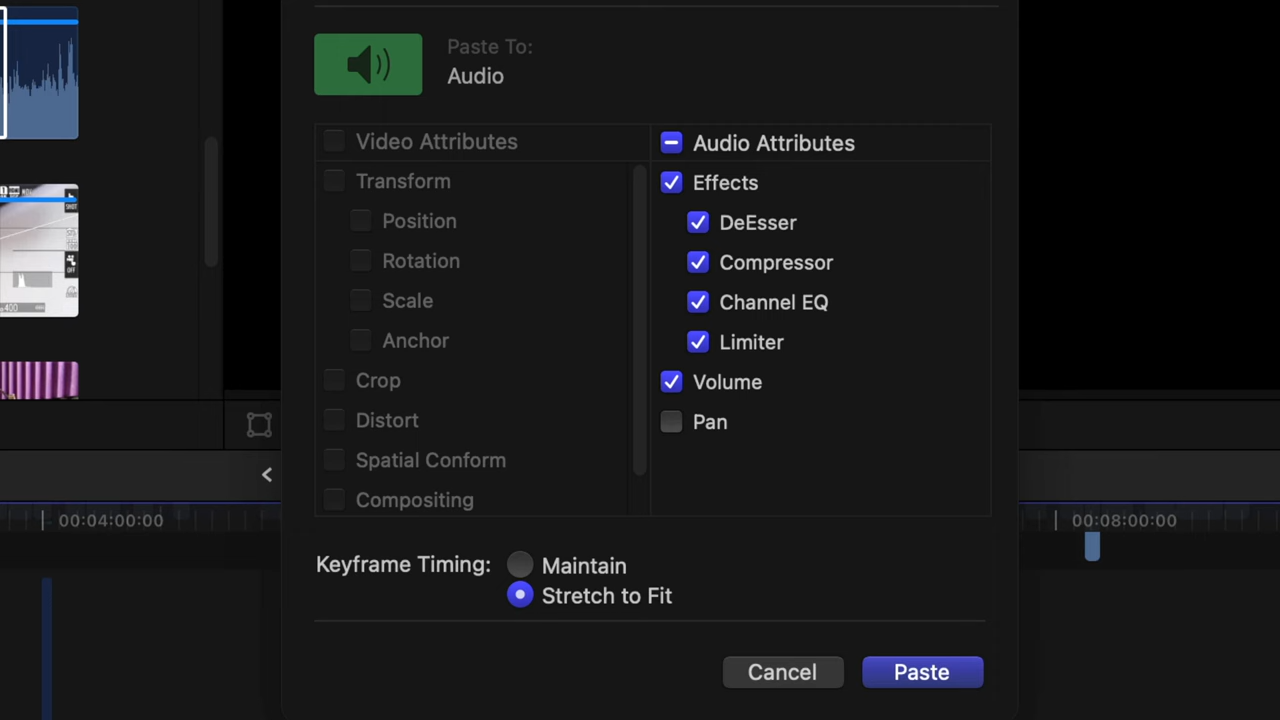 Paste To:
Audio
Video Attributes
Transform
Position
Rotation
Scale
Anchor
Crop
Distort
Spatial Conform
Compositing
Audio Attributes
Effects
DeEsser
Compressor
Channel EQ
Limiter
Volume
Pan
00:04:00:00
00:08:00:00
Keyframe Timing:
Maintain
Stretch to Fit
Cancel
Paste